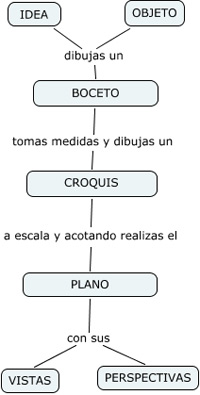 IDEA
OBJETO
dibujas un
BOCETO
tomas medidas y dibujas un
CROQUIS
a escala y acotando realizas el
PLANO
con sus
VISTAS
PERSPECTIVAS